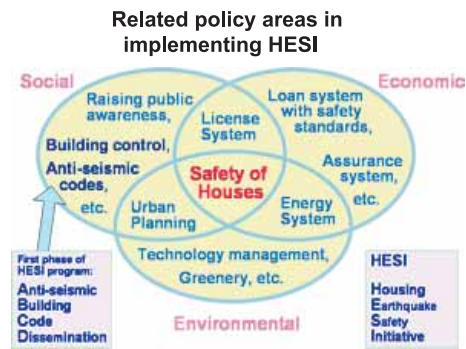 Related policy areas in
implementing HESI
Social
Economic
Raising public
awareness,
Building control,
Anti-seismic
codes,
etc.
License
System
Loan system
with safety
standards,
Assurance
system,
etc.
Safety of
Houses
Urban
Planning
Energy
System
Technology management,
Greenery, etc.
Environmental
First phase of
HESI program:
Anti-seismic
Building
Code
Dissemination
HESI
Housing
Earthquake
Safety
Initiative